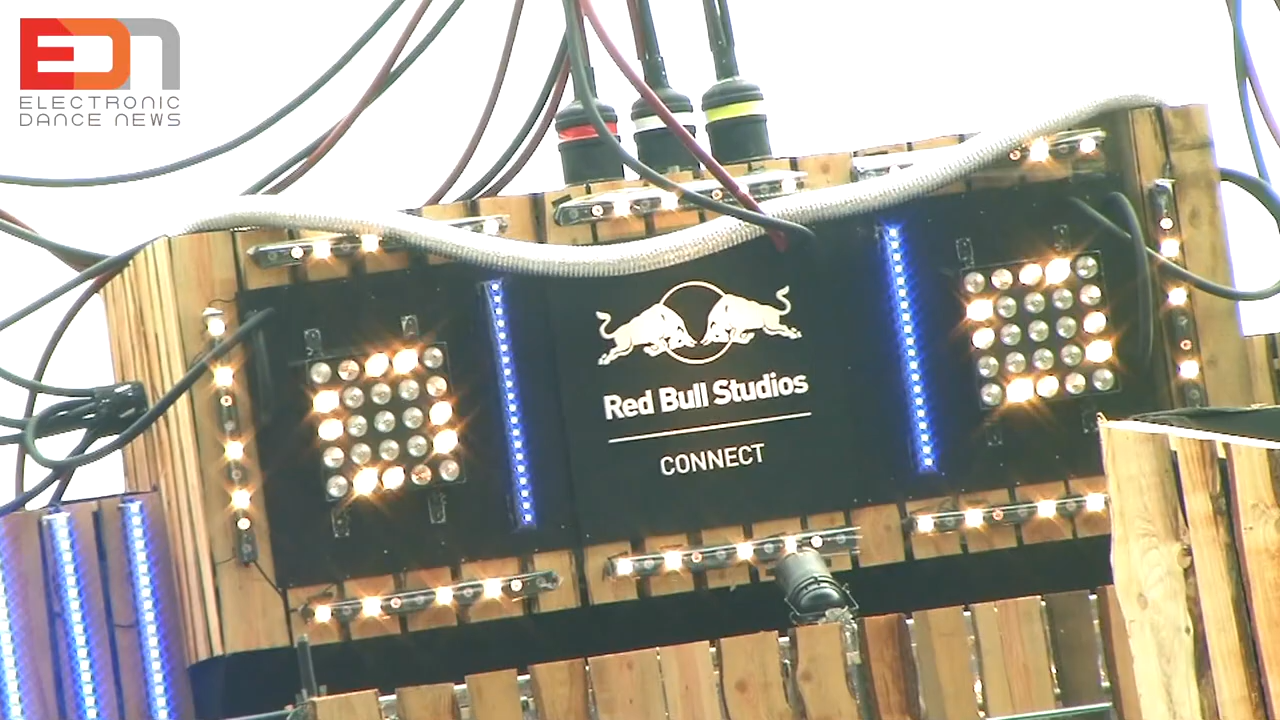 EDN
ELECTRONIC
DANCE NEWS
Red Bull Studios
CONNECT